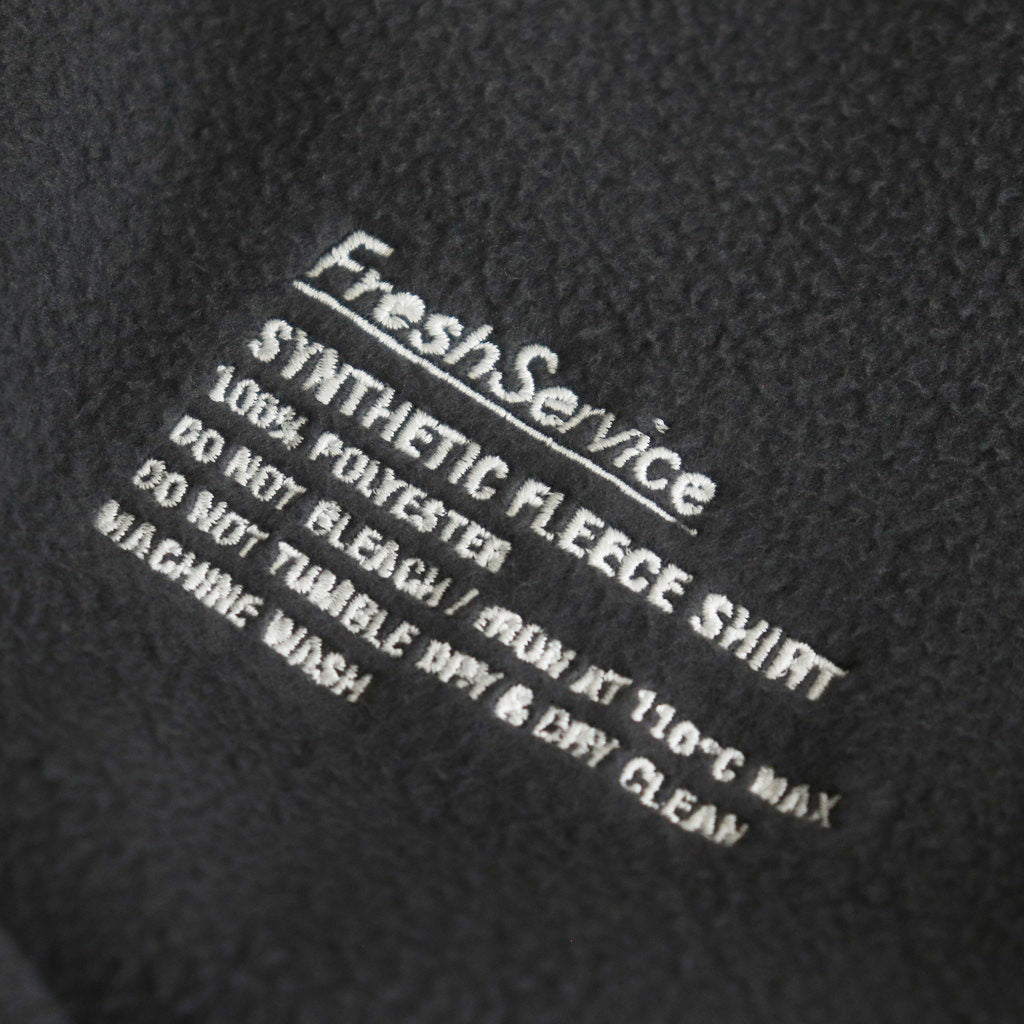 FreshService
SYNTHETIC FLEECE SHIRT
100% POLYESTER
DO NOT BLEACH / IRON AT 110°C MAX
DO NOT TUMBLE DRY & DRY CLEAN
MACHINE WASH